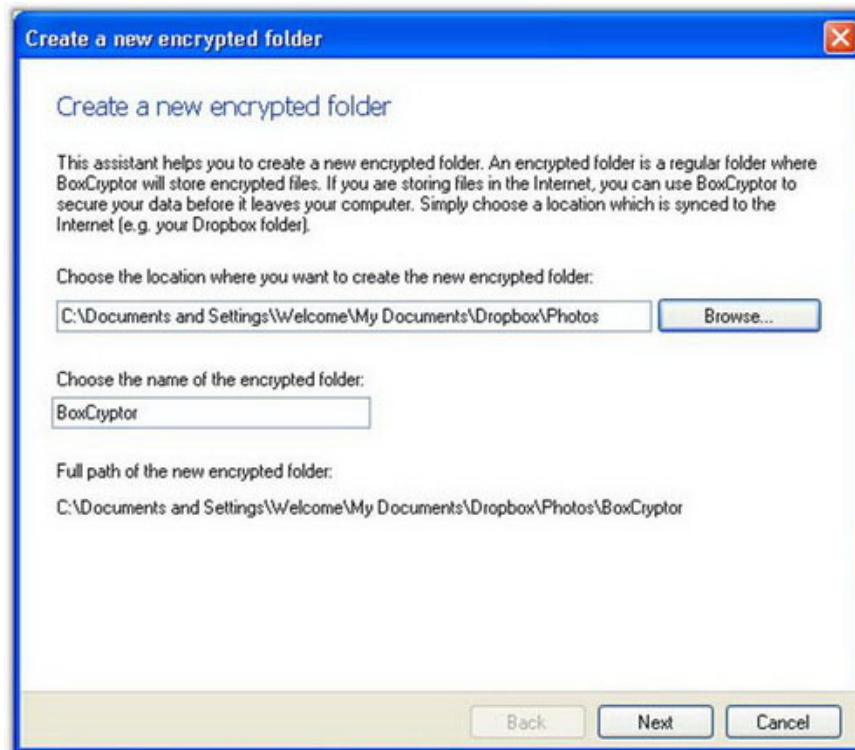 Create a new encrypted folder
Create a new encrypted folder
This assistant helps you to create a new encrypted folder. An encrypted folder is a regular folder where
BoxCryptor will store encrypted files. If you are storing files in the Internet, you can use BoxCryptor to
secure your data before it leaves your computer. Simply choose a location which is synced to the
Internet (e.g. your Dropbox folder).
Choose the location where you want to create the new encrypted folder:
C:\Documents and Settings\Welcome\My Documents\Dropbox\Photos
Browse...
Choose the name of the encrypted folder:
BoxCryptor
Full path of the new encrypted folder:
C:\Documents and Settings\Welcome\My Documents\Dropbox\Photos\BoxCryptor
Back
Next
Cancel